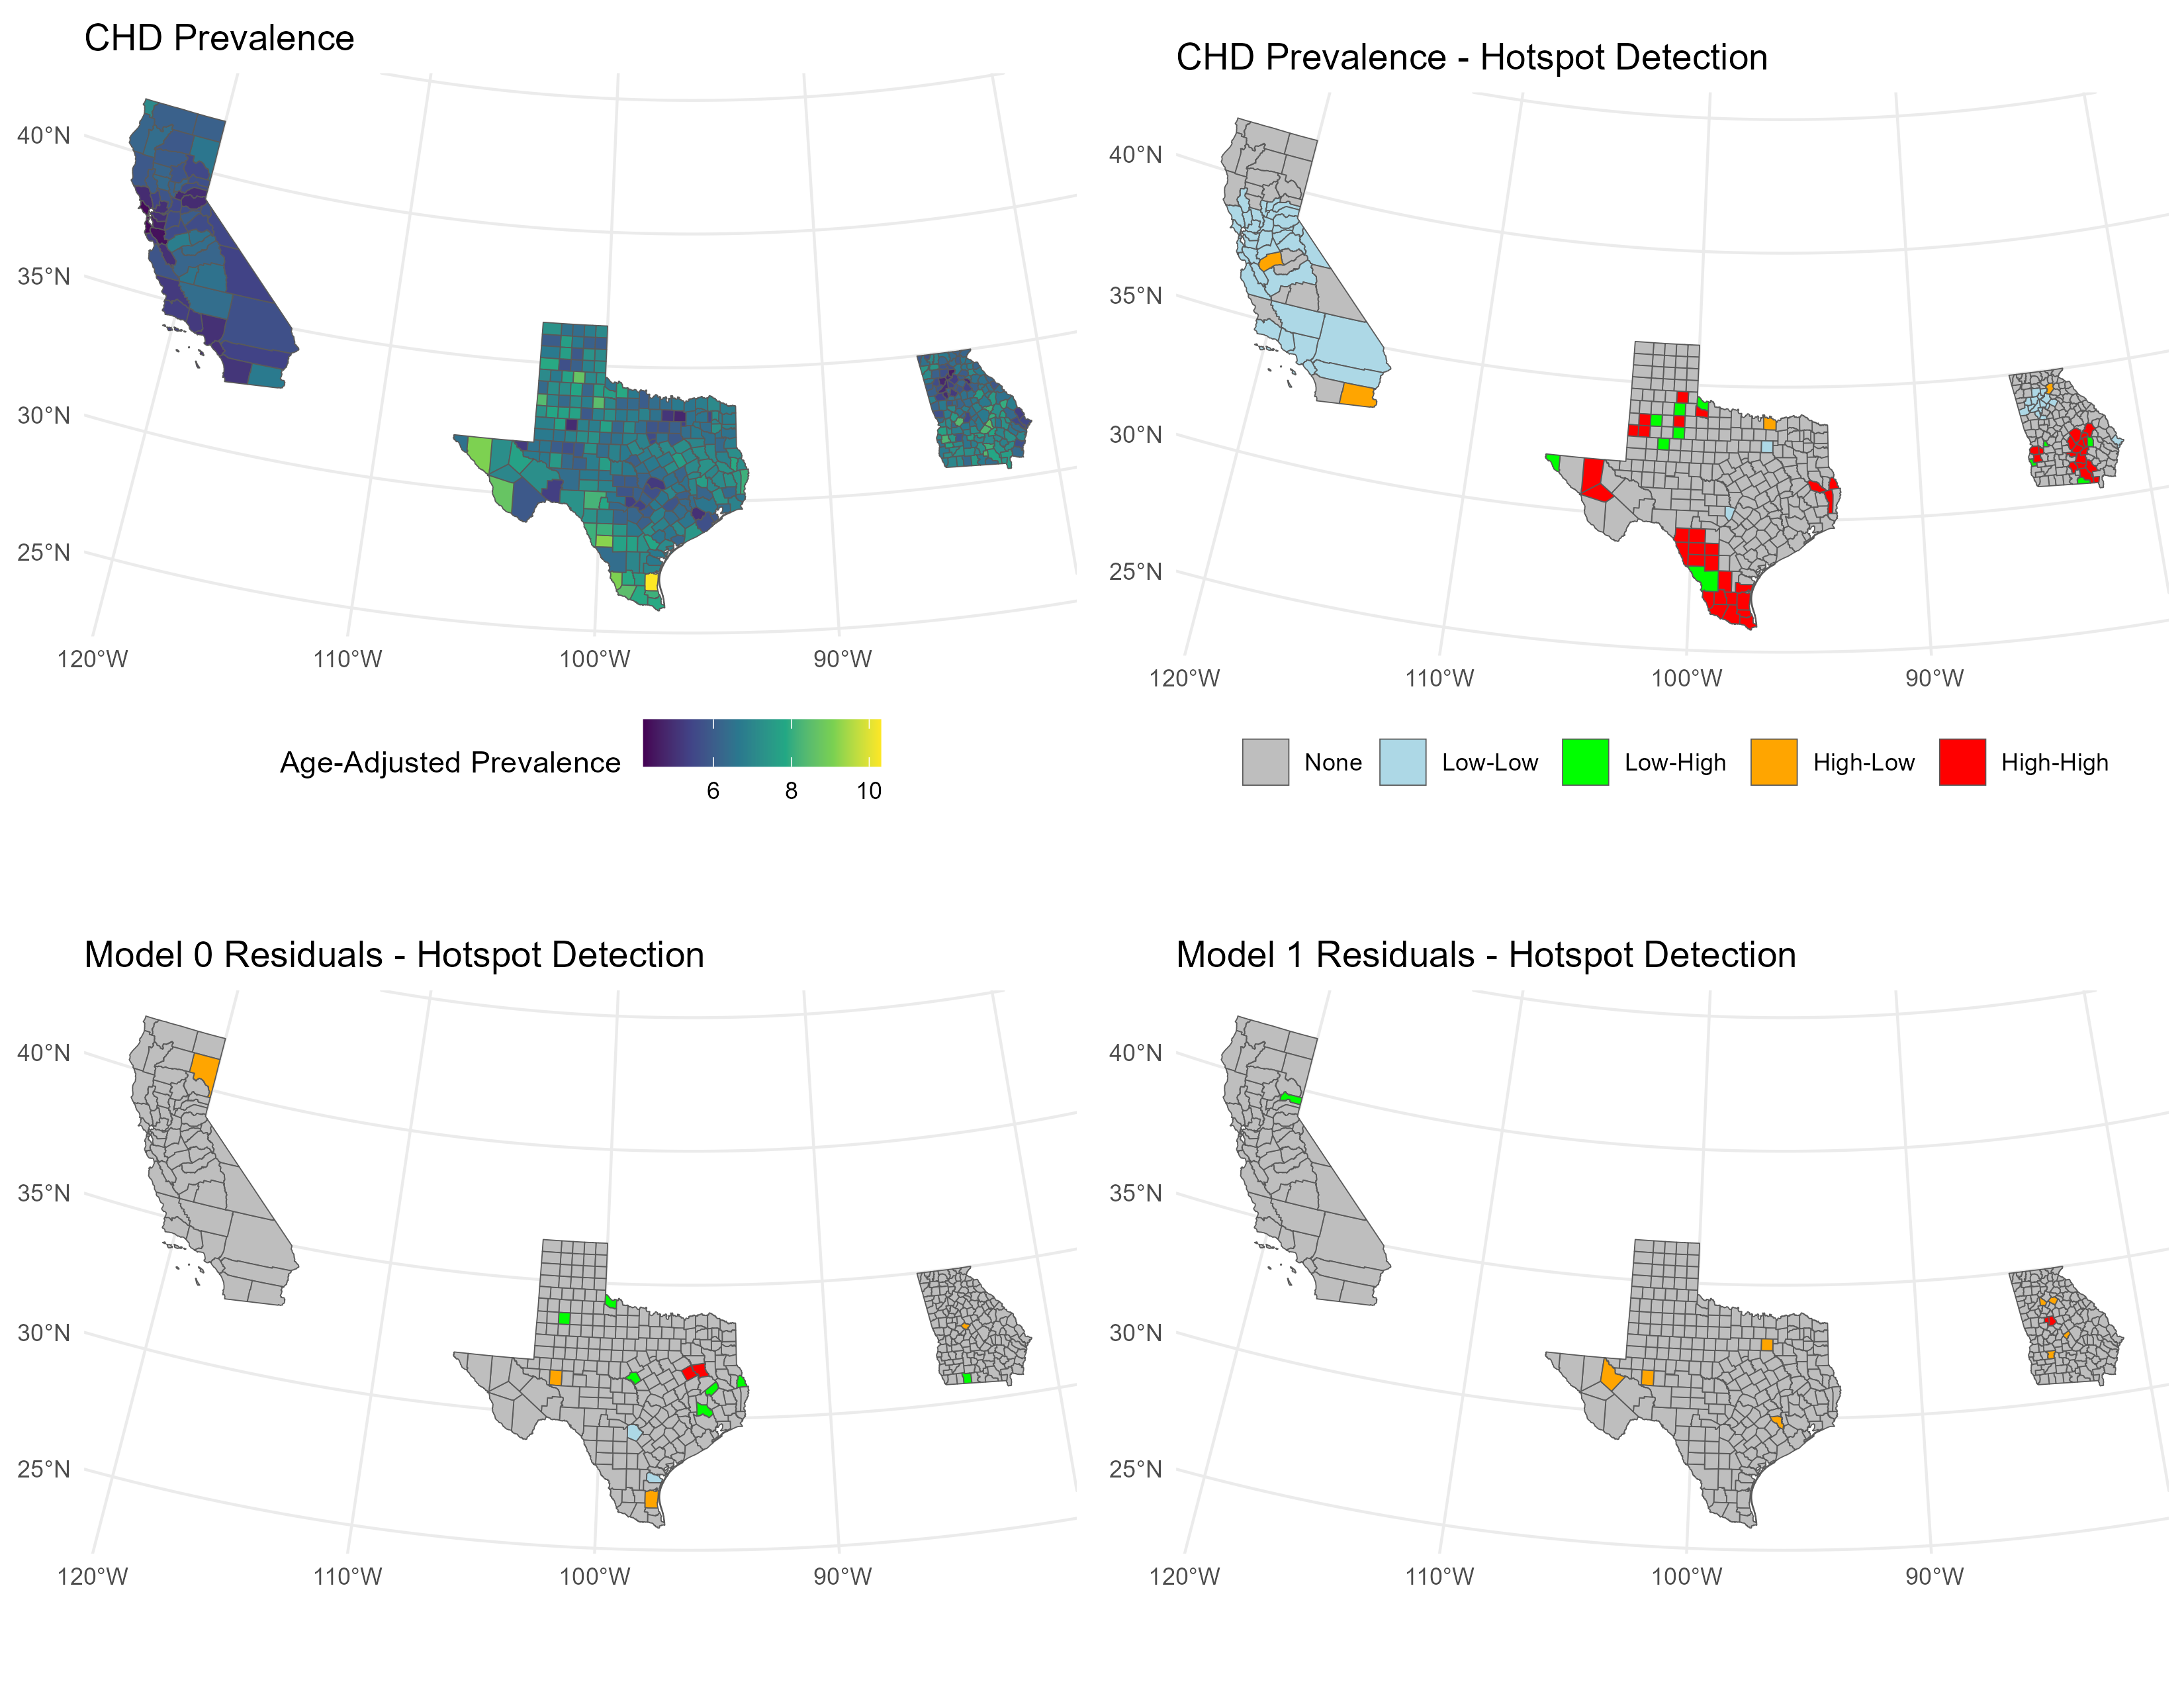 CHD Prevalence
40°N
35°N
30°N
25°N
120°W 110°W 100°W 90°W
Age-Adjusted Prevalence
6 8 10
CHD Prevalence - Hotspot Detection
40°N
35°N
30°N
25°N
120°W 110°W 100°W 90°W
None Low-Low Low-High High-Low High-High
Model 0 Residuals - Hotspot Detection
40°N
35°N
30°N
25°N
120°W 110°W 100°W 90°W
Model 1 Residuals - Hotspot Detection
40°N
35°N
30°N
25°N
120°W 110°W 100°W 90°W